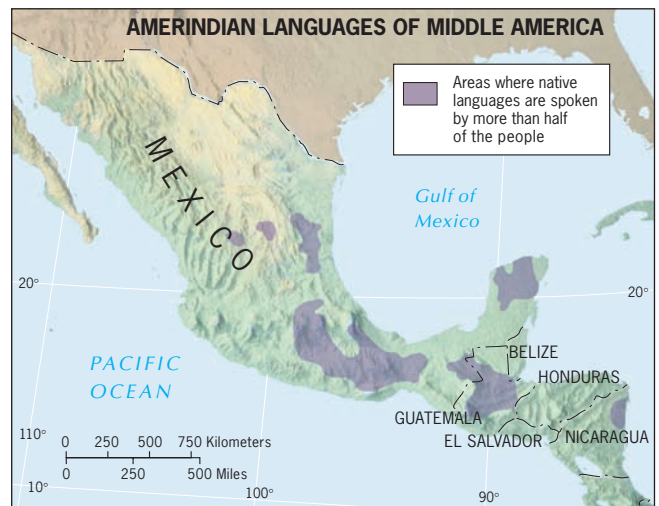 AMERINDIAN LANGUAGES OF MIDDLE AMERICA
Areas where native
languages are spoken
by more than half
of the people
MEXICO
Gulf of
Mexico
20°
20°
PACIFIC
OCEAN
BELIZE
HONDURAS
GUATEMALA
EL SALVADOR
NICARAGUA
110°
0 250 500 750 Kilometers
0 250 500 Miles
10°
100°
90°